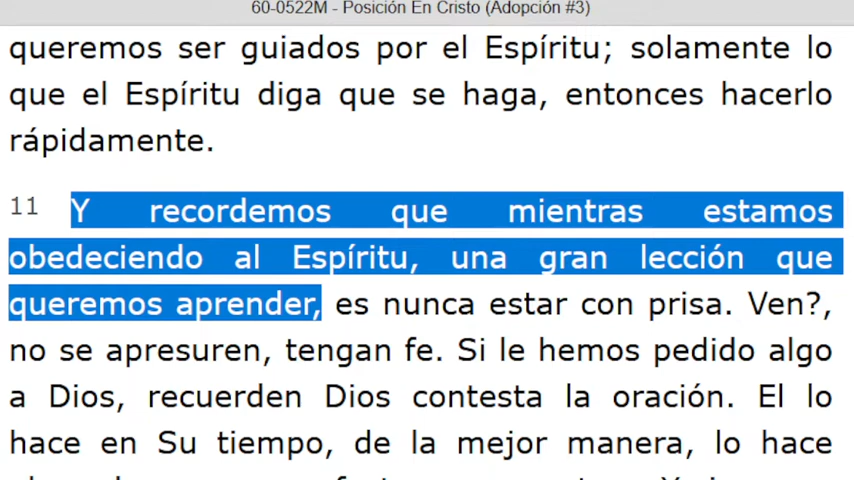 60-0522M - Posición En Cristo (Adopción #3)
queremos ser guiados por el Espíritu; solamente lo
que el Espíritu diga que se haga, entonces hacerlo
rápidamente.
11 Y recordemos que mientras estamos
obedeciendo al Espíritu, una gran lección que
queremos aprender, es nunca estar con prisa. Ven?,
no se apresuren, tengan fe. Si le hemos pedido algo
a Dios, recuerden Dios contesta la oración. El lo
hace en Su tiempo, de la mejor manera, lo hace